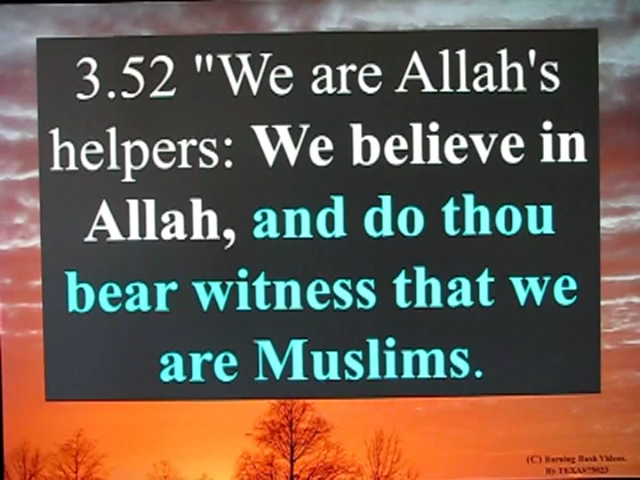 3.52 "We are Allah's
helpers: We believe in
Allah, and do thou
bear witness that we
are Muslims.
(C) Burning Bush Videos.
By TEXAS75023